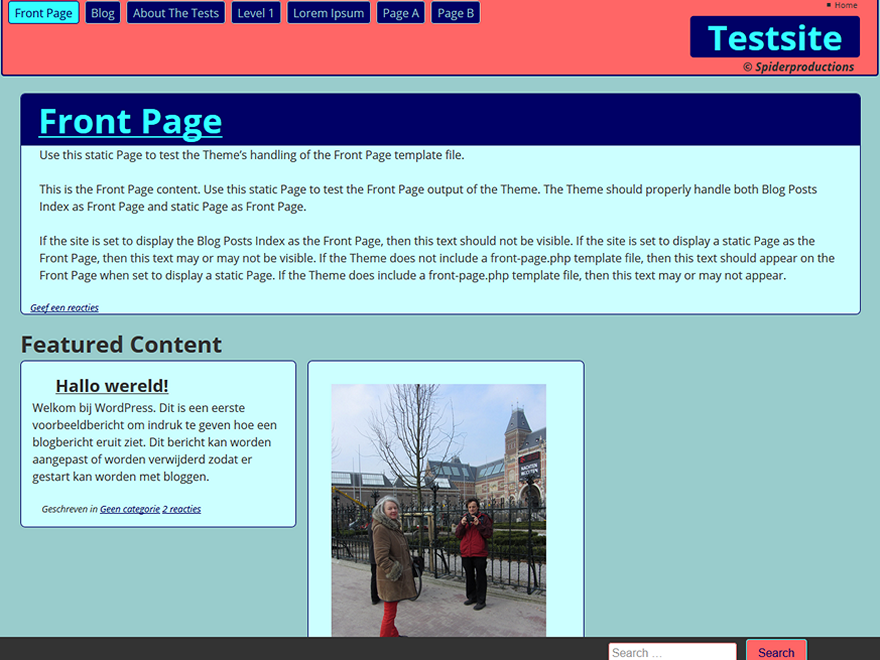 Front Page
Blog
About The Tests
Level 1
Lorem Ipsum
Page A
Page B
Home
Testsite
© Spiderproductions
Front Page
Use this static Page to test the Theme's handling of the Front Page template file.
This is the Front Page content. Use this static Page to test the Front Page output of the Theme. The Theme should properly handle both Blog Posts
Index as Front Page and static Page as Front Page.
If the site is set to display the Blog Posts Index as the Front Page, then this text should not be visible. If the site is set to display a static Page as the
Front Page, then this text may or may not be visible. If the Theme does not include a front-page.php template file, then this text should appear on the
Front Page when set to display a static Page. If the Theme does include a front-page.php template file, then this text may or may not appear.
Geef een reacties
Featured Content
Hallo wereld!
Welkom bij WordPress. Dit is een eerste
voorbeeldbericht om indruk te geven hoe een
blogbericht eruit ziet. Dit bericht kan worden
aangepast of worden verwijderd zodat er
gestart kan worden met bloggen.
Geschreven in Geen categorie 2 reacties
Search …
Search